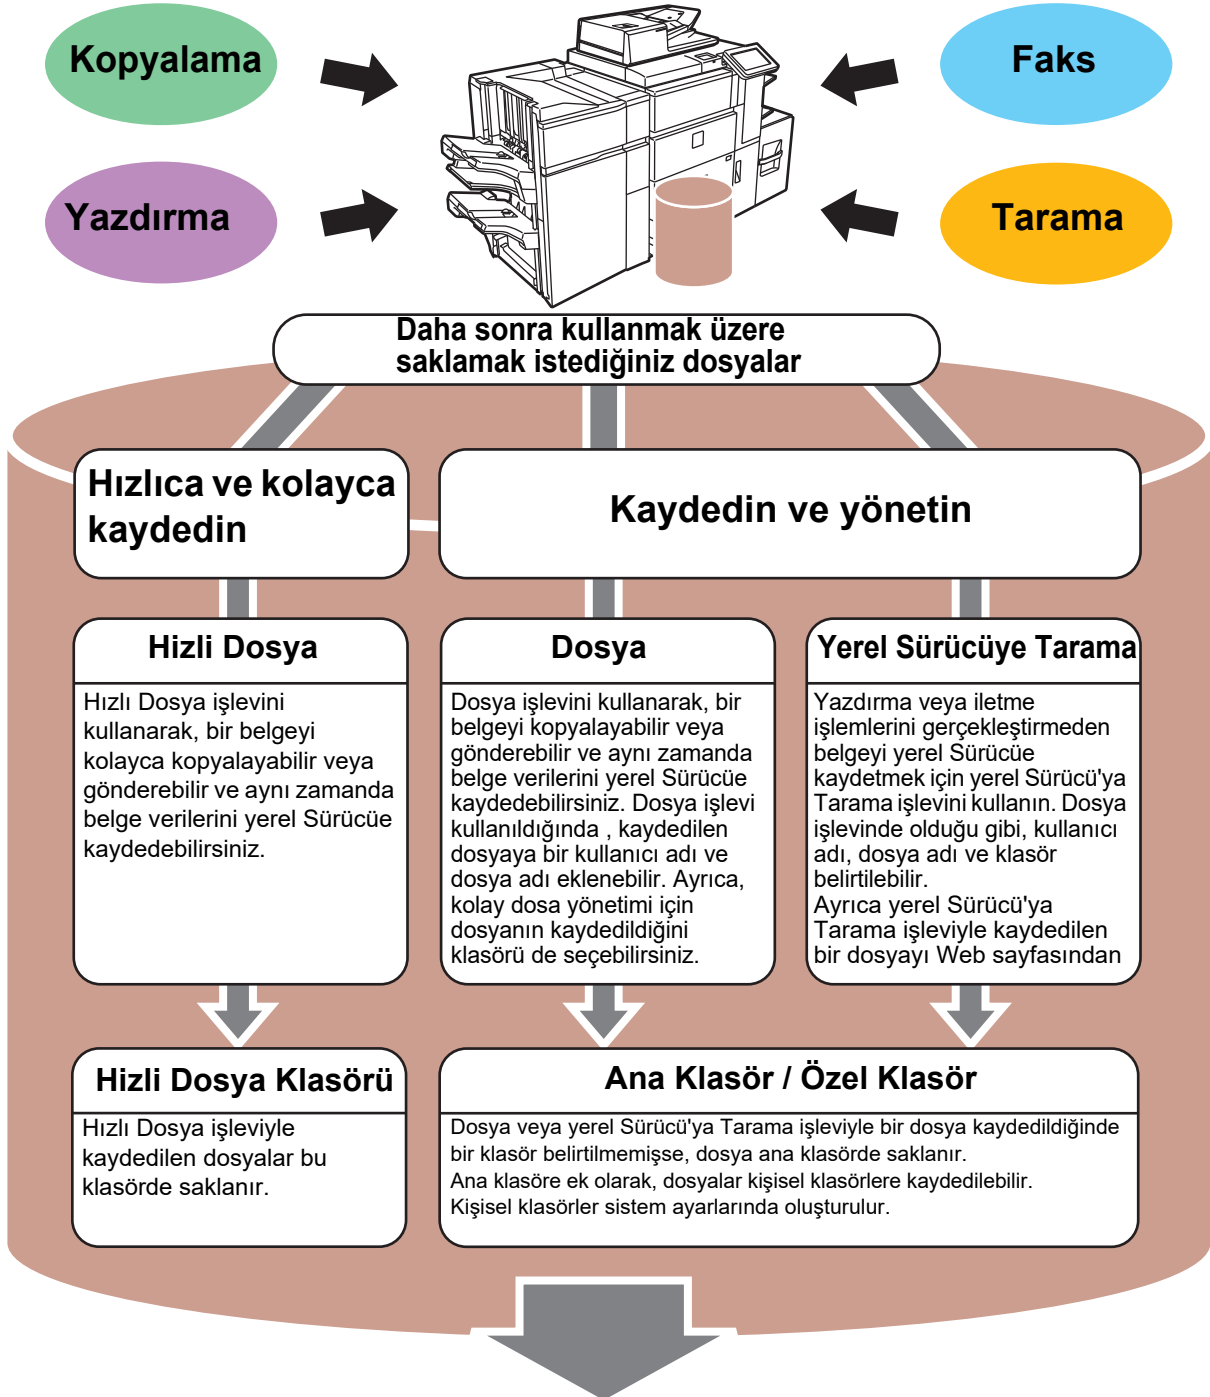 Kopyalama
Faks
Yazdırma
Tarama
Daha sonra kullanmak üzere
saklamak istediğiniz dosyalar
Hızlıca ve kolayca
kaydedin
Kaydedin ve yönetin
Hizli Dosya
Hızlı Dosya işlevini
kullanarak, bir belgeyi
kolayca kopyalayabilir veya
gönderebilir ve aynı zamanda
belge verilerini yerel Sürücüe
kaydedebilirsiniz.
Dosya
Dosya işlevini kullanarak, bir
belgeyi kopyalayabilir veya
gönderebilir ve aynı zamanda
belge verilerini yerel Sürücüe
kaydedebilirsiniz. Dosya işlevi
kullanıldığında , kaydedilen
dosyaya bir kullanıcı adı ve
dosya adı eklenebilir. Ayrıca,
kolay dosa yönetimi için
dosyanın kaydedildiğini
klasörü de seçebilirsiniz.
Yerel Sürücüye Tarama
Yazdırma veya iletme
işlemlerini gerçekleştirmeden
belgeyi yerel Sürücüe
kaydetmek için yerel Sürücü'ya
Tarama işlevini kullanın. Dosya
işlevinde olduğu gibi, kullanıcı
adı, dosya adı ve klasör
belirtilebilir.
Ayrıca yerel Sürücü'ya
Tarama işleviyle kaydedilen
bir dosyayı Web sayfasından
Hizli Dosya Klasörü
Hızlı Dosya işleviyle
kaydedilen dosyalar bu
klasörde saklanır.
Ana Klasör / Özel Klasör
Dosya veya yerel Sürücü'ya Tarama işleviyle bir dosya kaydedildiğinde
bir klasör belirtilmemişse, dosya ana klasörde saklanır.
Ana klasöre ek olarak, dosyalar kişisel klasörlere kaydedilebilir.
Kişisel klasörler sistem ayarlarında oluşturulur.